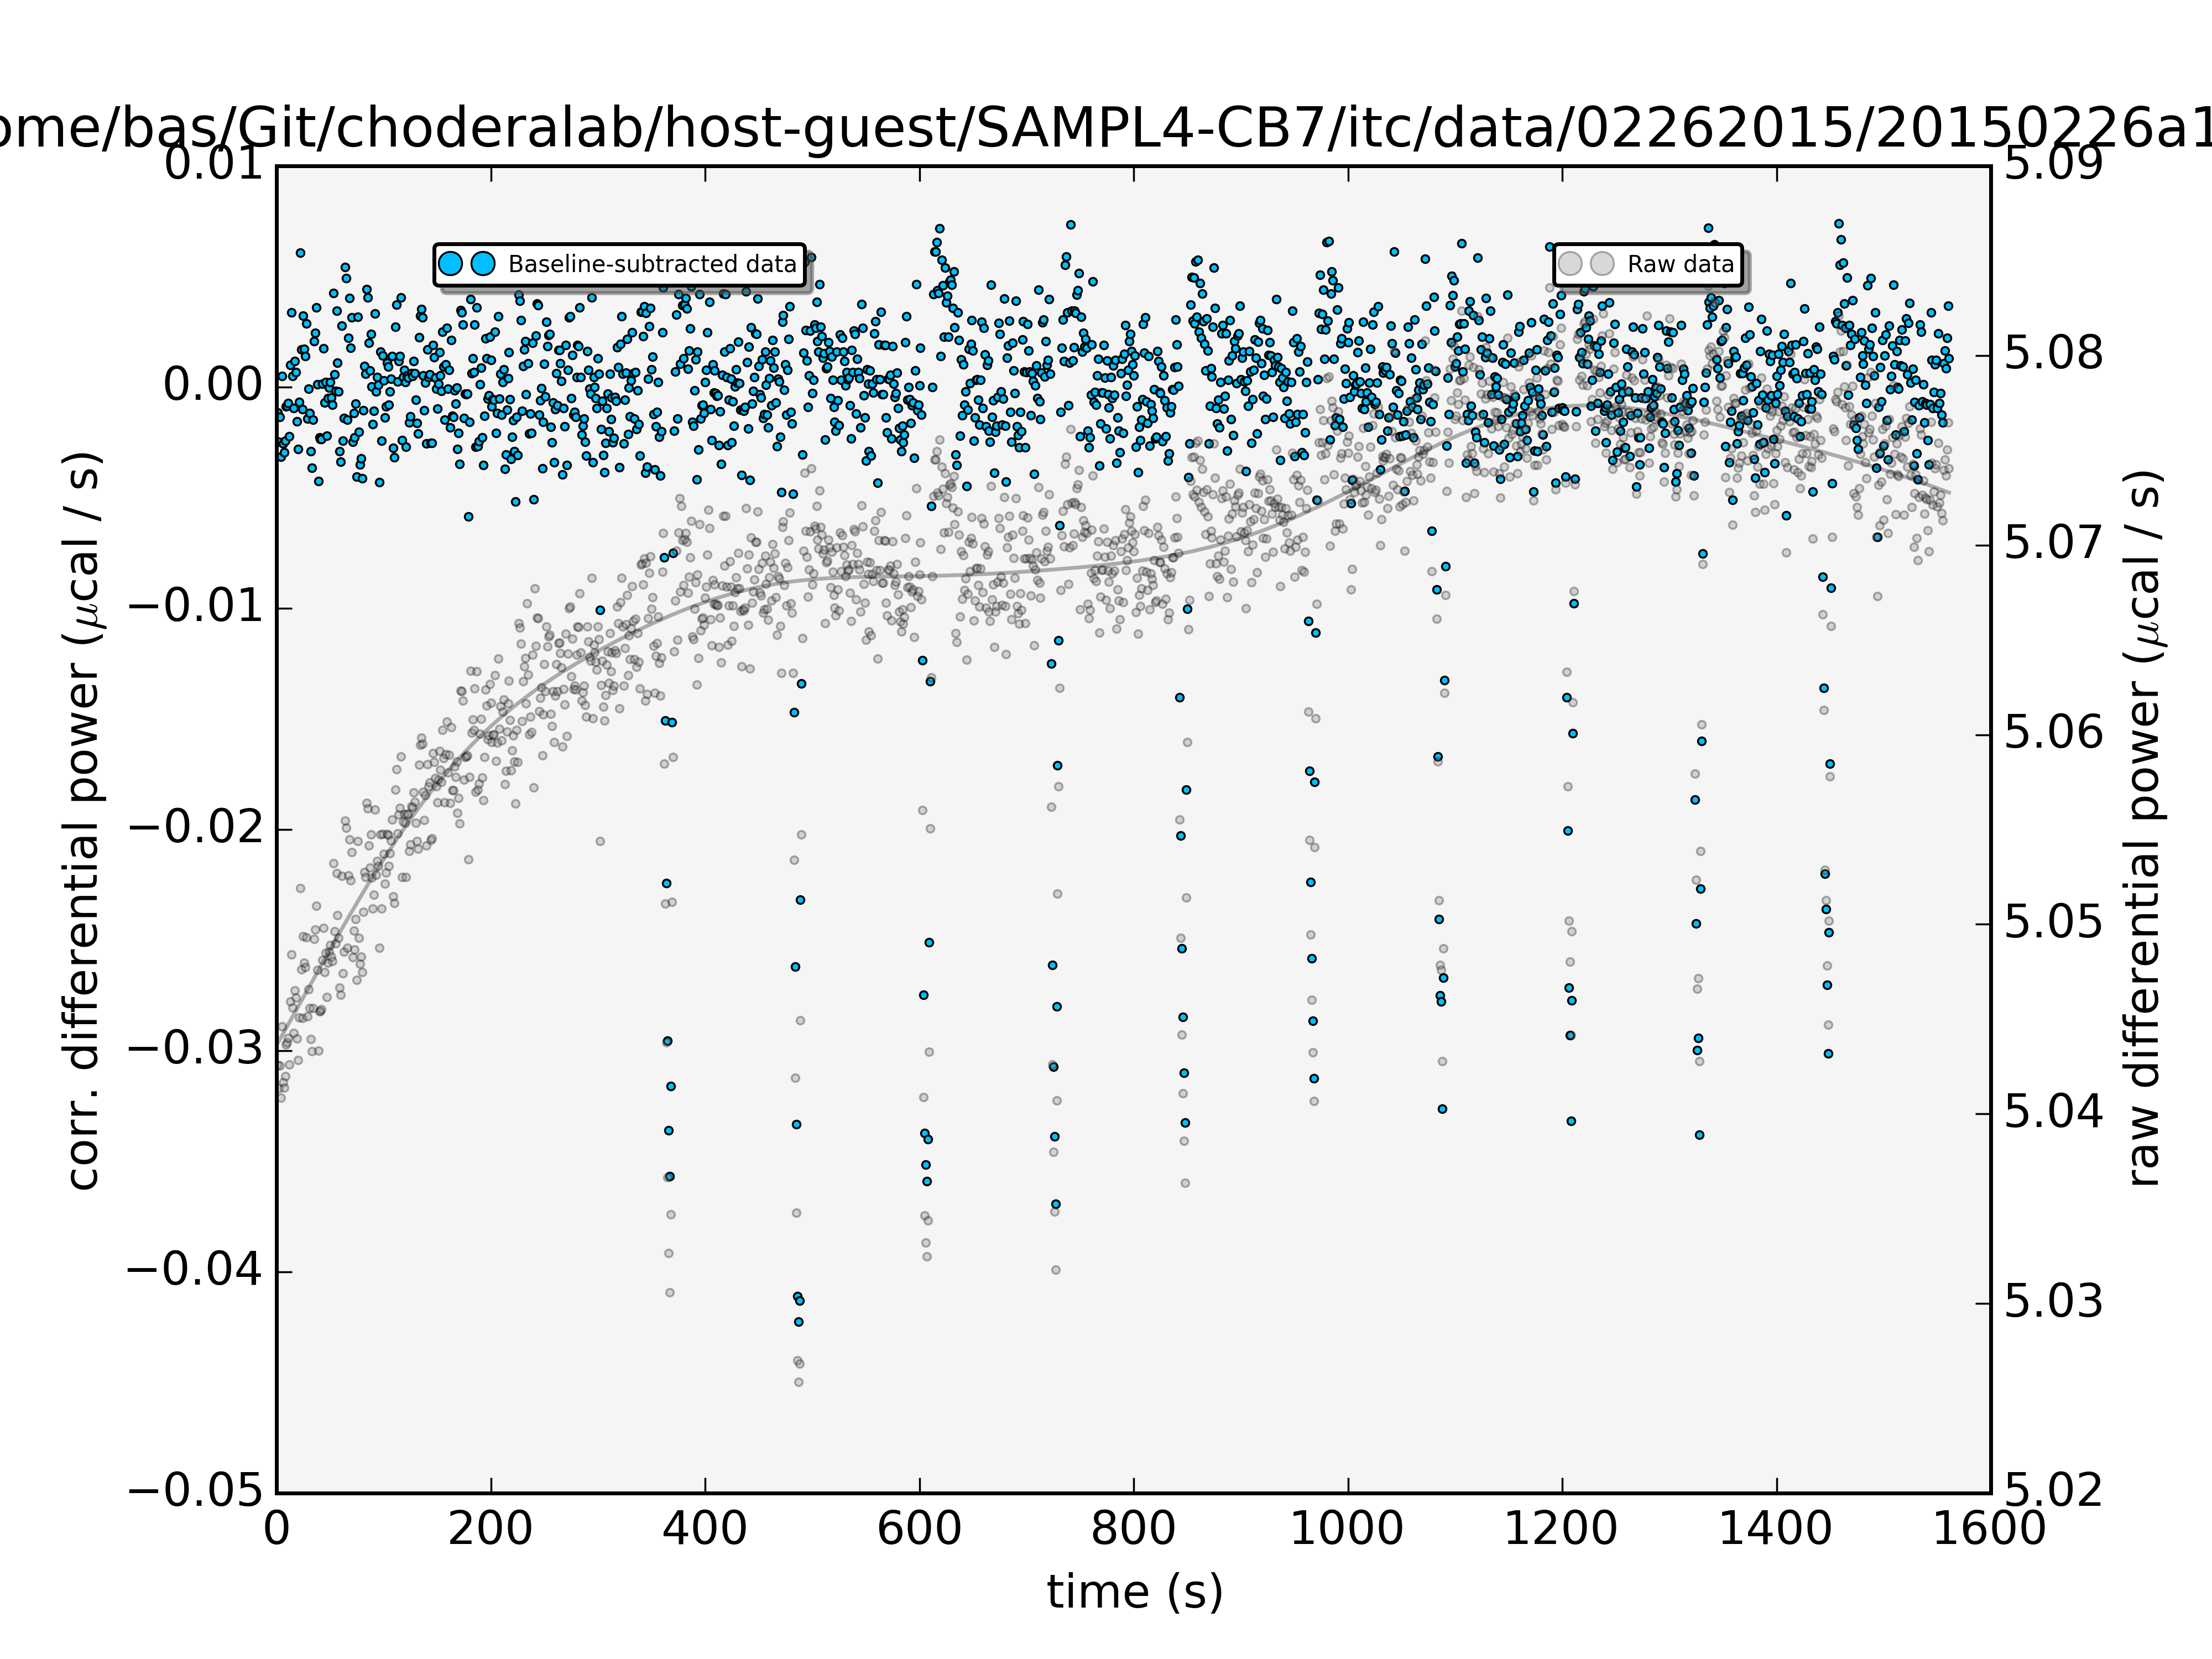 ome/bas/Git/choderalab/host-guest/SAMPL4-CB7/itc/data/02262015/20150226a1
Baseline-subtracted data
Raw data
corr. differential power (μcal / s)
0.01
0.00
−0.01
−0.02
−0.03
−0.04
−0.05
raw differential power (μcal / s)
5.09
5.08
5.07
5.06
5.05
5.04
5.03
5.02
0 200 400 600 800 1000 1200 1400 1600
time (s)